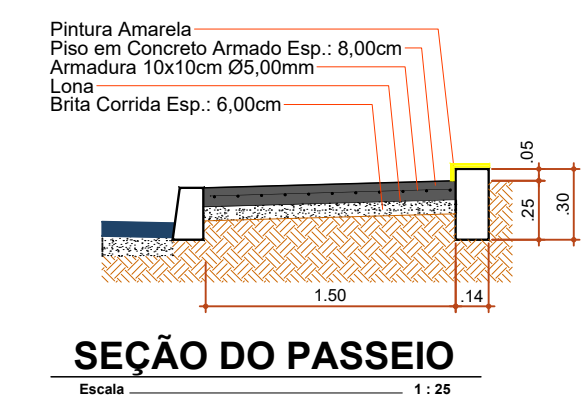 Pintura Amarela
Piso em Concreto Armado Esp.: 8,00cm
Armadura 10x10cm Ø5,00mm
Lona
Brita Corrida Esp.: 6,00cm
.05
.25
.30
1.50
.14
SEÇÃO DO PASSEIO
Escala 1 : 25